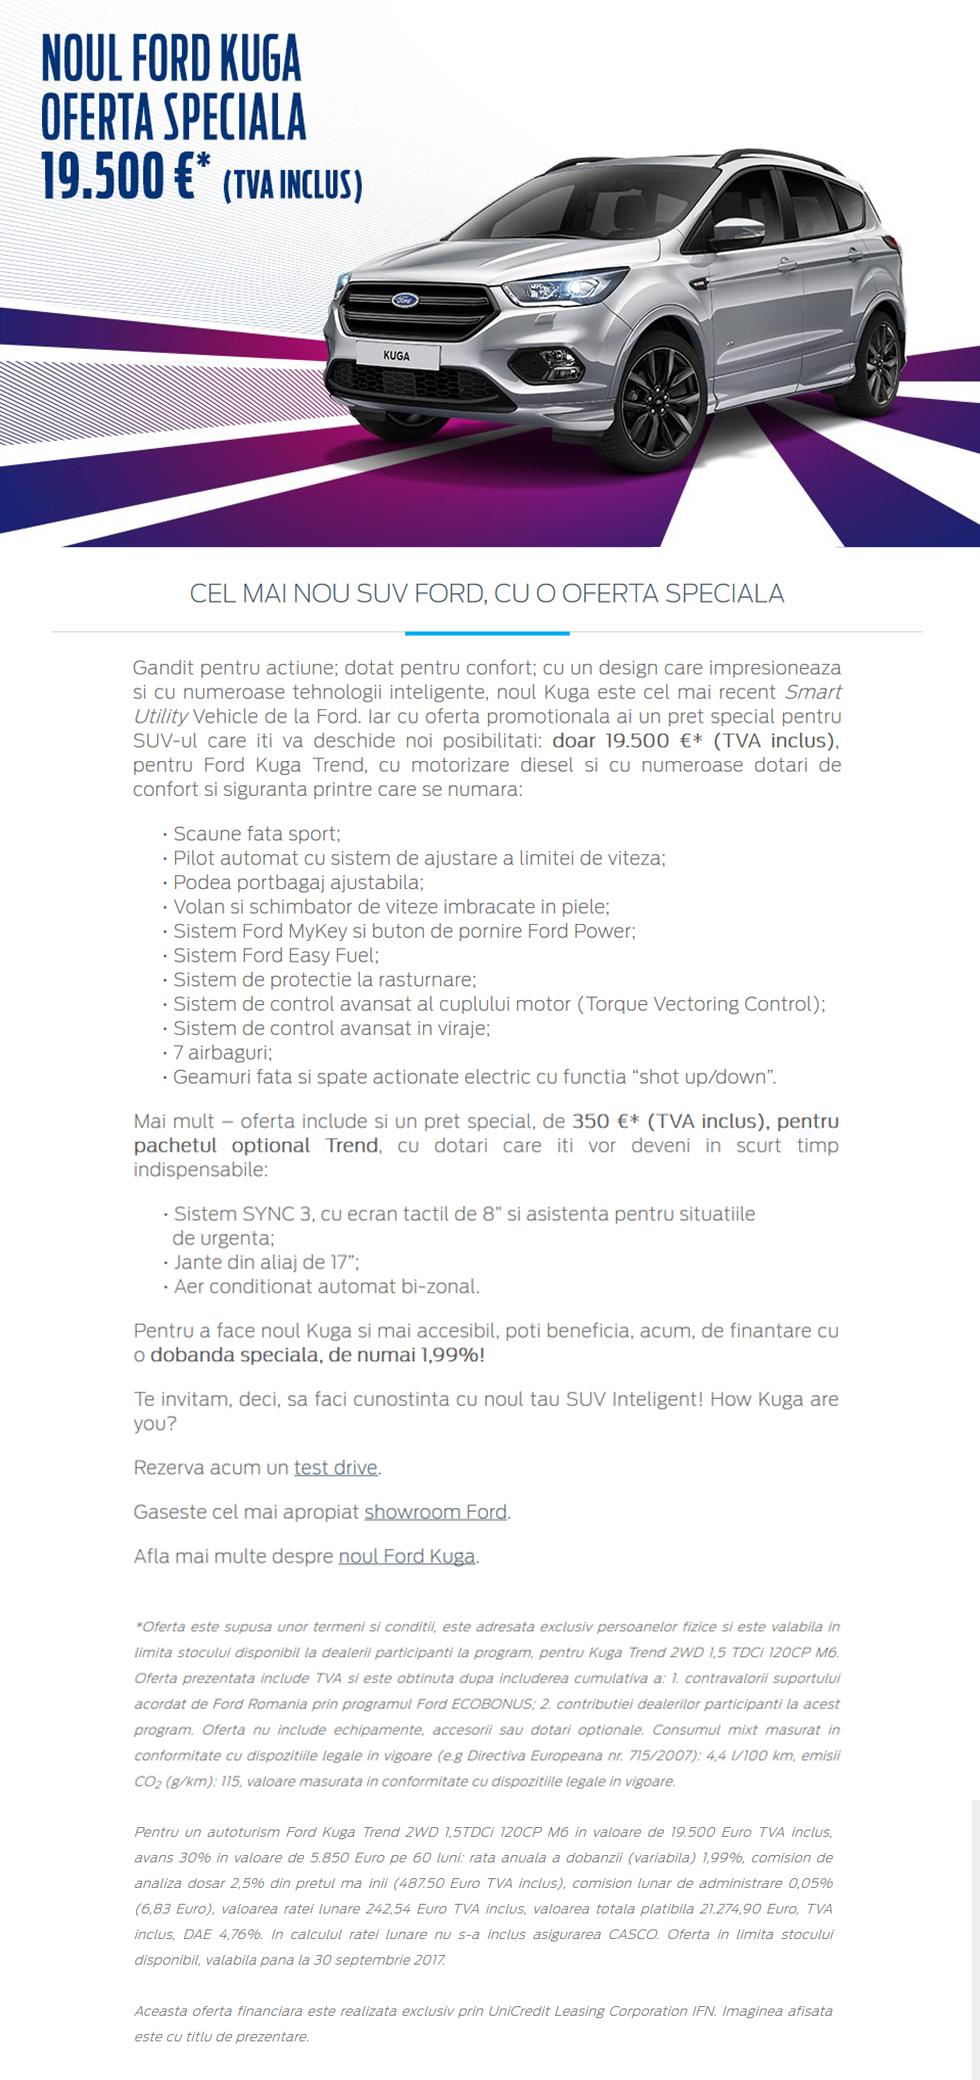 NOUL FORD KUGA
OFERTA SPECIALA
19.500 €* (TVA INCLUS)
Ford
KUGA
CEL MAI NOU SUV FORD, CU O OFERTA SPECIALA
Gandit pentru actiune; dotat pentru confort; cu un design care impresioneaza
si cu numeroase tehnologii inteligente, noul Kuga este cel mai recent Smart
Utility Vehicle de la Ford. Iar cu oferta promotionala ai un pret special pentru
SUV-ul care iti va deschide noi posibilitati: doar 19.500 €* (TVA inclus),
pentru Ford Kuga Trend, cu motorizare diesel si cu numeroase dotari de
confort si siguranta printre care se numara:
· Scaune fata sport;
· Pilot automat cu sistem de ajustare a limitei de viteza;
· Podea portbagaj ajustabila;
· Volan si schimbator de viteze imbracate in piele;
· Sistem Ford MyKey si buton de pornire Ford Power;
· Sistem Ford Easy Fuel;
· Sistem de protectie la rasturnare;
· Sistem de control avansat al cuplului motor (Torque Vectoring Control);
· Sistem de control avansat in viraje;
· 7 airbaguri;
· Geamuri fata si spate actionate electric cu functia “shot up/down”.
Mai mult – oferta include si un pret special, de 350 €* (TVA inclus), pentru
pachetul optional Trend, cu dotari care iti vor deveni in scurt timp
indispensabile:
· Sistem SYNC 3, cu ecran tactil de 8” si asistenta pentru situatiile
de urgenta;
· Jante din aliaj de 17”;
· Aer conditionat automat bi-zonal.
Pentru a face noul Kuga si mai accesibil, poti beneficia, acum, de finantare cu
o dobanda speciala, de numai 1,99%!
Te invitam, deci, sa faci cunostinta cu noul tau SUV Inteligent! How Kuga are
you?
Rezerva acum un test drive.
Gaseste cel mai apropiat showroom Ford.
Afla mai multe despre noul Ford Kuga.
*Oferta este supusa unor termeni si conditii, este adresata exclusiv persoanelor fizice si este valabila in
limita stocului disponibil la dealerii participanti la program, pentru Kuga Trend 2WD 1,5 TDCi 120CP M6.
Oferta prezentata include TVA si este obtinuta dupa includerea cumulativa a: 1. contravalorii suportului
acordat de Ford Romania prin programul Ford ECOBONUS; 2. contributiei dealerilor participanti la acest
program. Oferta nu include echipamente, accesorii sau dotari optionale. Consumul mixt masurat in
conformitate cu dispozitiile legale in vigoare (e.g Directiva Europeana nr. 715/2007): 4,4 l/100 km, emisii
CO₂ (g/km): 115, valoare masurata in conformitate cu dispozitiile legale in vigoare.
Pentru un autoturism Ford Kuga Trend 2WD 1,5TDCi 120CP M6 in valoare de 19.500 Euro TVA inclus,
avans 30% in valoare de 5.850 Euro pe 60 luni: rata anuala a dobanzii (variabila) 1,99%, comision de
analiza dosar 2,5% din pretul ma inii (487.50 Euro TVA inclus), comision lunar de administrare 0,05%
(6,83 Euro), valoarea ratei lunare 242,54 Euro TVA inclus, valoarea totala platibila 21.274,90 Euro, TVA
inclus, DAE 4,76%. In calculul ratei lunare nu s-a inclus asigurarea CASCO. Oferta in limita stocului
disponibil, valabila pana la 30 septembrie 2017.
Aceasta oferta financiara este realizata exclusiv prin UniCredit Leasing Corporation IFN. Imaginea afisata
este cu titlu de prezentare.